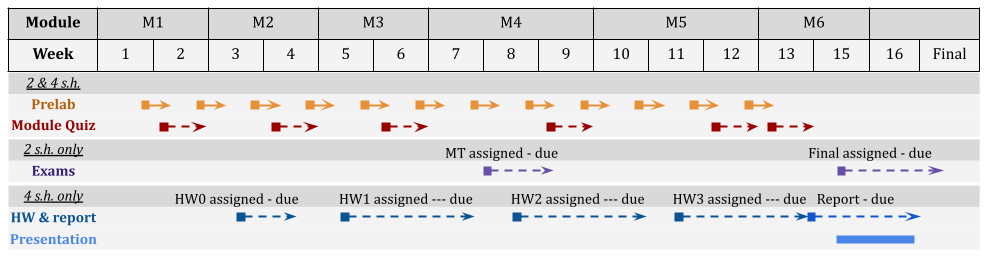 Module M1 M2 M3 M4 M5 M6
Week 1 2 3 4 5 6 7 8 9 10 11 12 13 15 16 Final
2 & 4 s.h.
Prelab
Module Quiz
2 s.h. only MT assigned - due Final assigned - due
Exams
4 s.h. only HW0 assigned - due HW1 assigned --- due HW2 assigned --- due HW3 assigned --- due Report - due
HW & report
Presentation